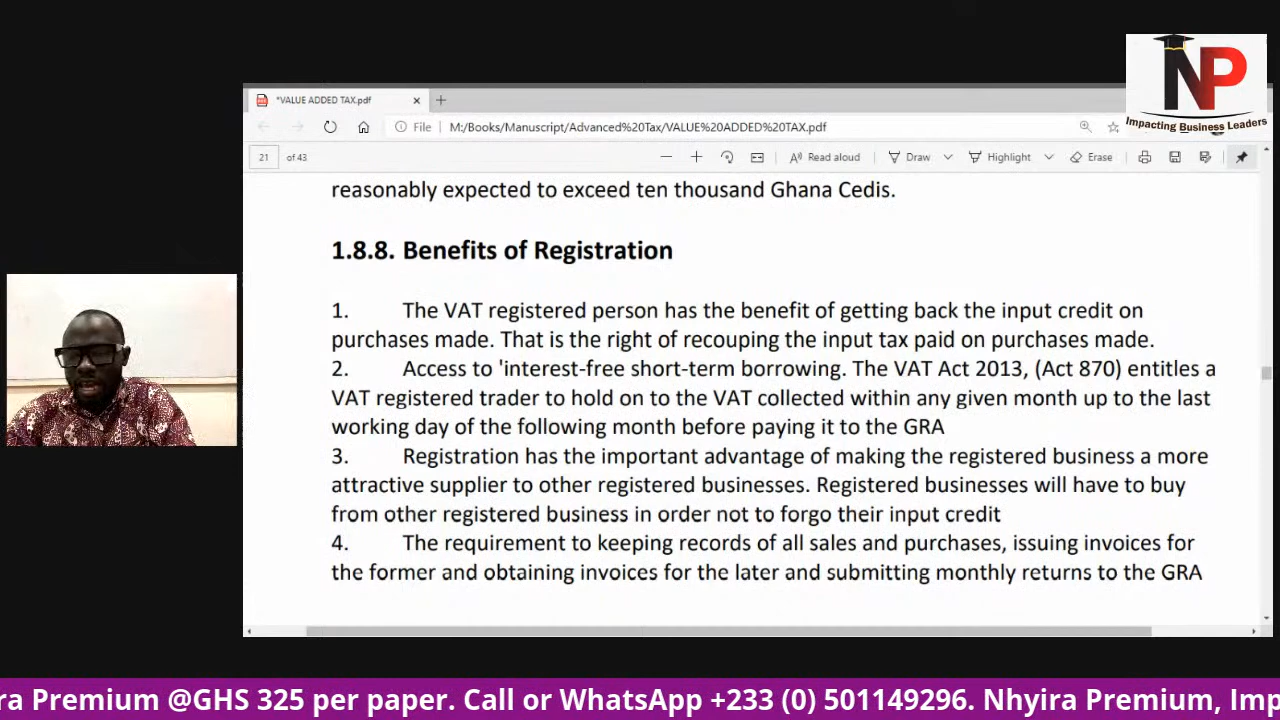 NP
Impacting Business Leaders
*VALUE ADDED TAX.pdf
File M:/Books/Manuscript/Advanced%20Tax/VALUE%20ADDED%20TAX.pdf
21 of 43 Read aloud Draw Highlight Erase
reasonably expected to exceed ten thousand Ghana Cedis.
1.8.8. Benefits of Registration
1. The VAT registered person has the benefit of getting back the input credit on
purchases made. That is the right of recouping the input tax paid on purchases made.
2. Access to 'interest-free short-term borrowing. The VAT Act 2013, (Act 870) entitles a
VAT registered trader to hold on to the VAT collected within any given month up to the last
working day of the following month before paying it to the GRA
3. Registration has the important advantage of making the registered business a more
attractive supplier to other registered businesses. Registered businesses will have to buy
from other registered business in order not to forgo their input credit
4. The requirement to keeping records of all sales and purchases, issuing invoices for
the former and obtaining invoices for the later and submitting monthly returns to the GRA
ra Premium @GHS 325 per paper. Call or WhatsApp +233 (0) 501149296. Nhyira Premium, Imp